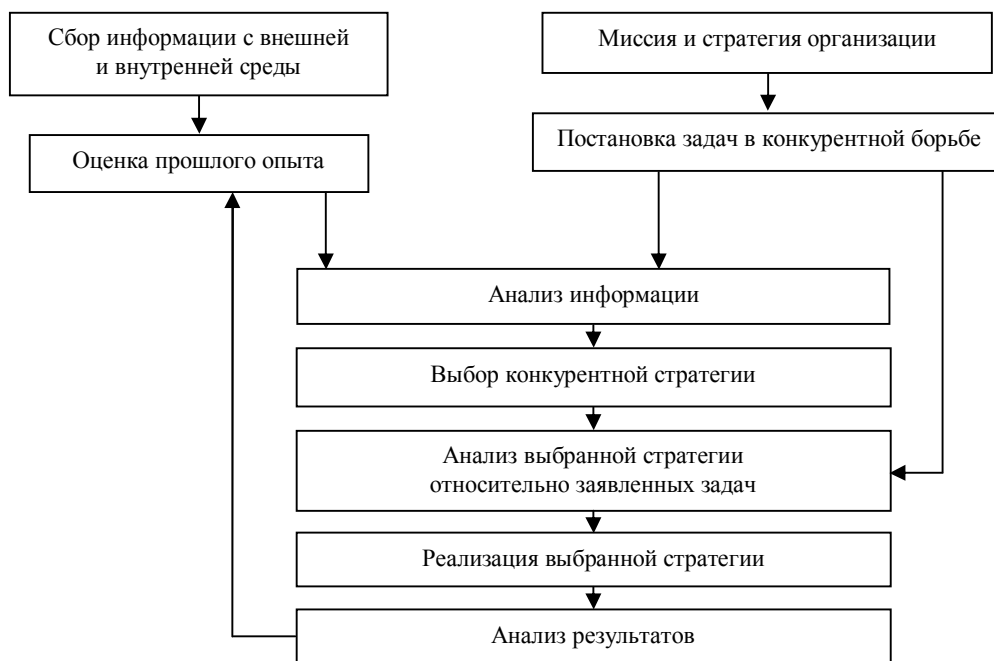 Сбор информации с внешней
и внутренней среды
Миссия и стратегия организации
Оценка прошлого опыта
Постановка задач в конкурентной борьбе
Анализ информации
Выбор конкурентной стратегии
Анализ выбранной стратегии
относительно заявленных задач
Реализация выбранной стратегии
Анализ результатов